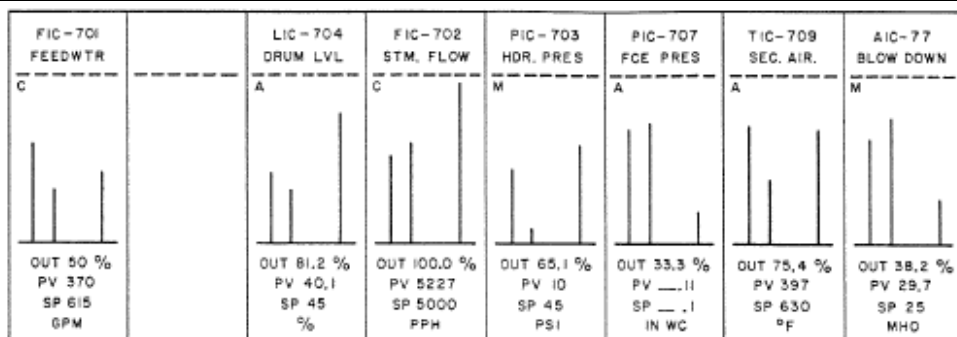 FIC-701
FEEDWTR
C
OUT 50 %
PV 370
SP 615
GPM
LIC-704
DRUM LVL
A
OUT 81.2 %
PV 40.1
SP 45
%
FIC-702
STM. FLOW
C
OUT 100.0 %
PV 5227
SP 5000
PPH
PIC-703
HDR. PRES
M
OUT 65.1 %
PV 10
SP 45
PSI
PIC-707
FCE PRES
A
OUT 33.3 %
PV __.11
SP __.1
IN WC
TIC-709
SEC. AIR.
A
OUT 75.4 %
PV 397
SP 630
°F
AIC-77
BLOW DOWN
M
OUT 38.2 %
PV 29.7
SP 25
MHO